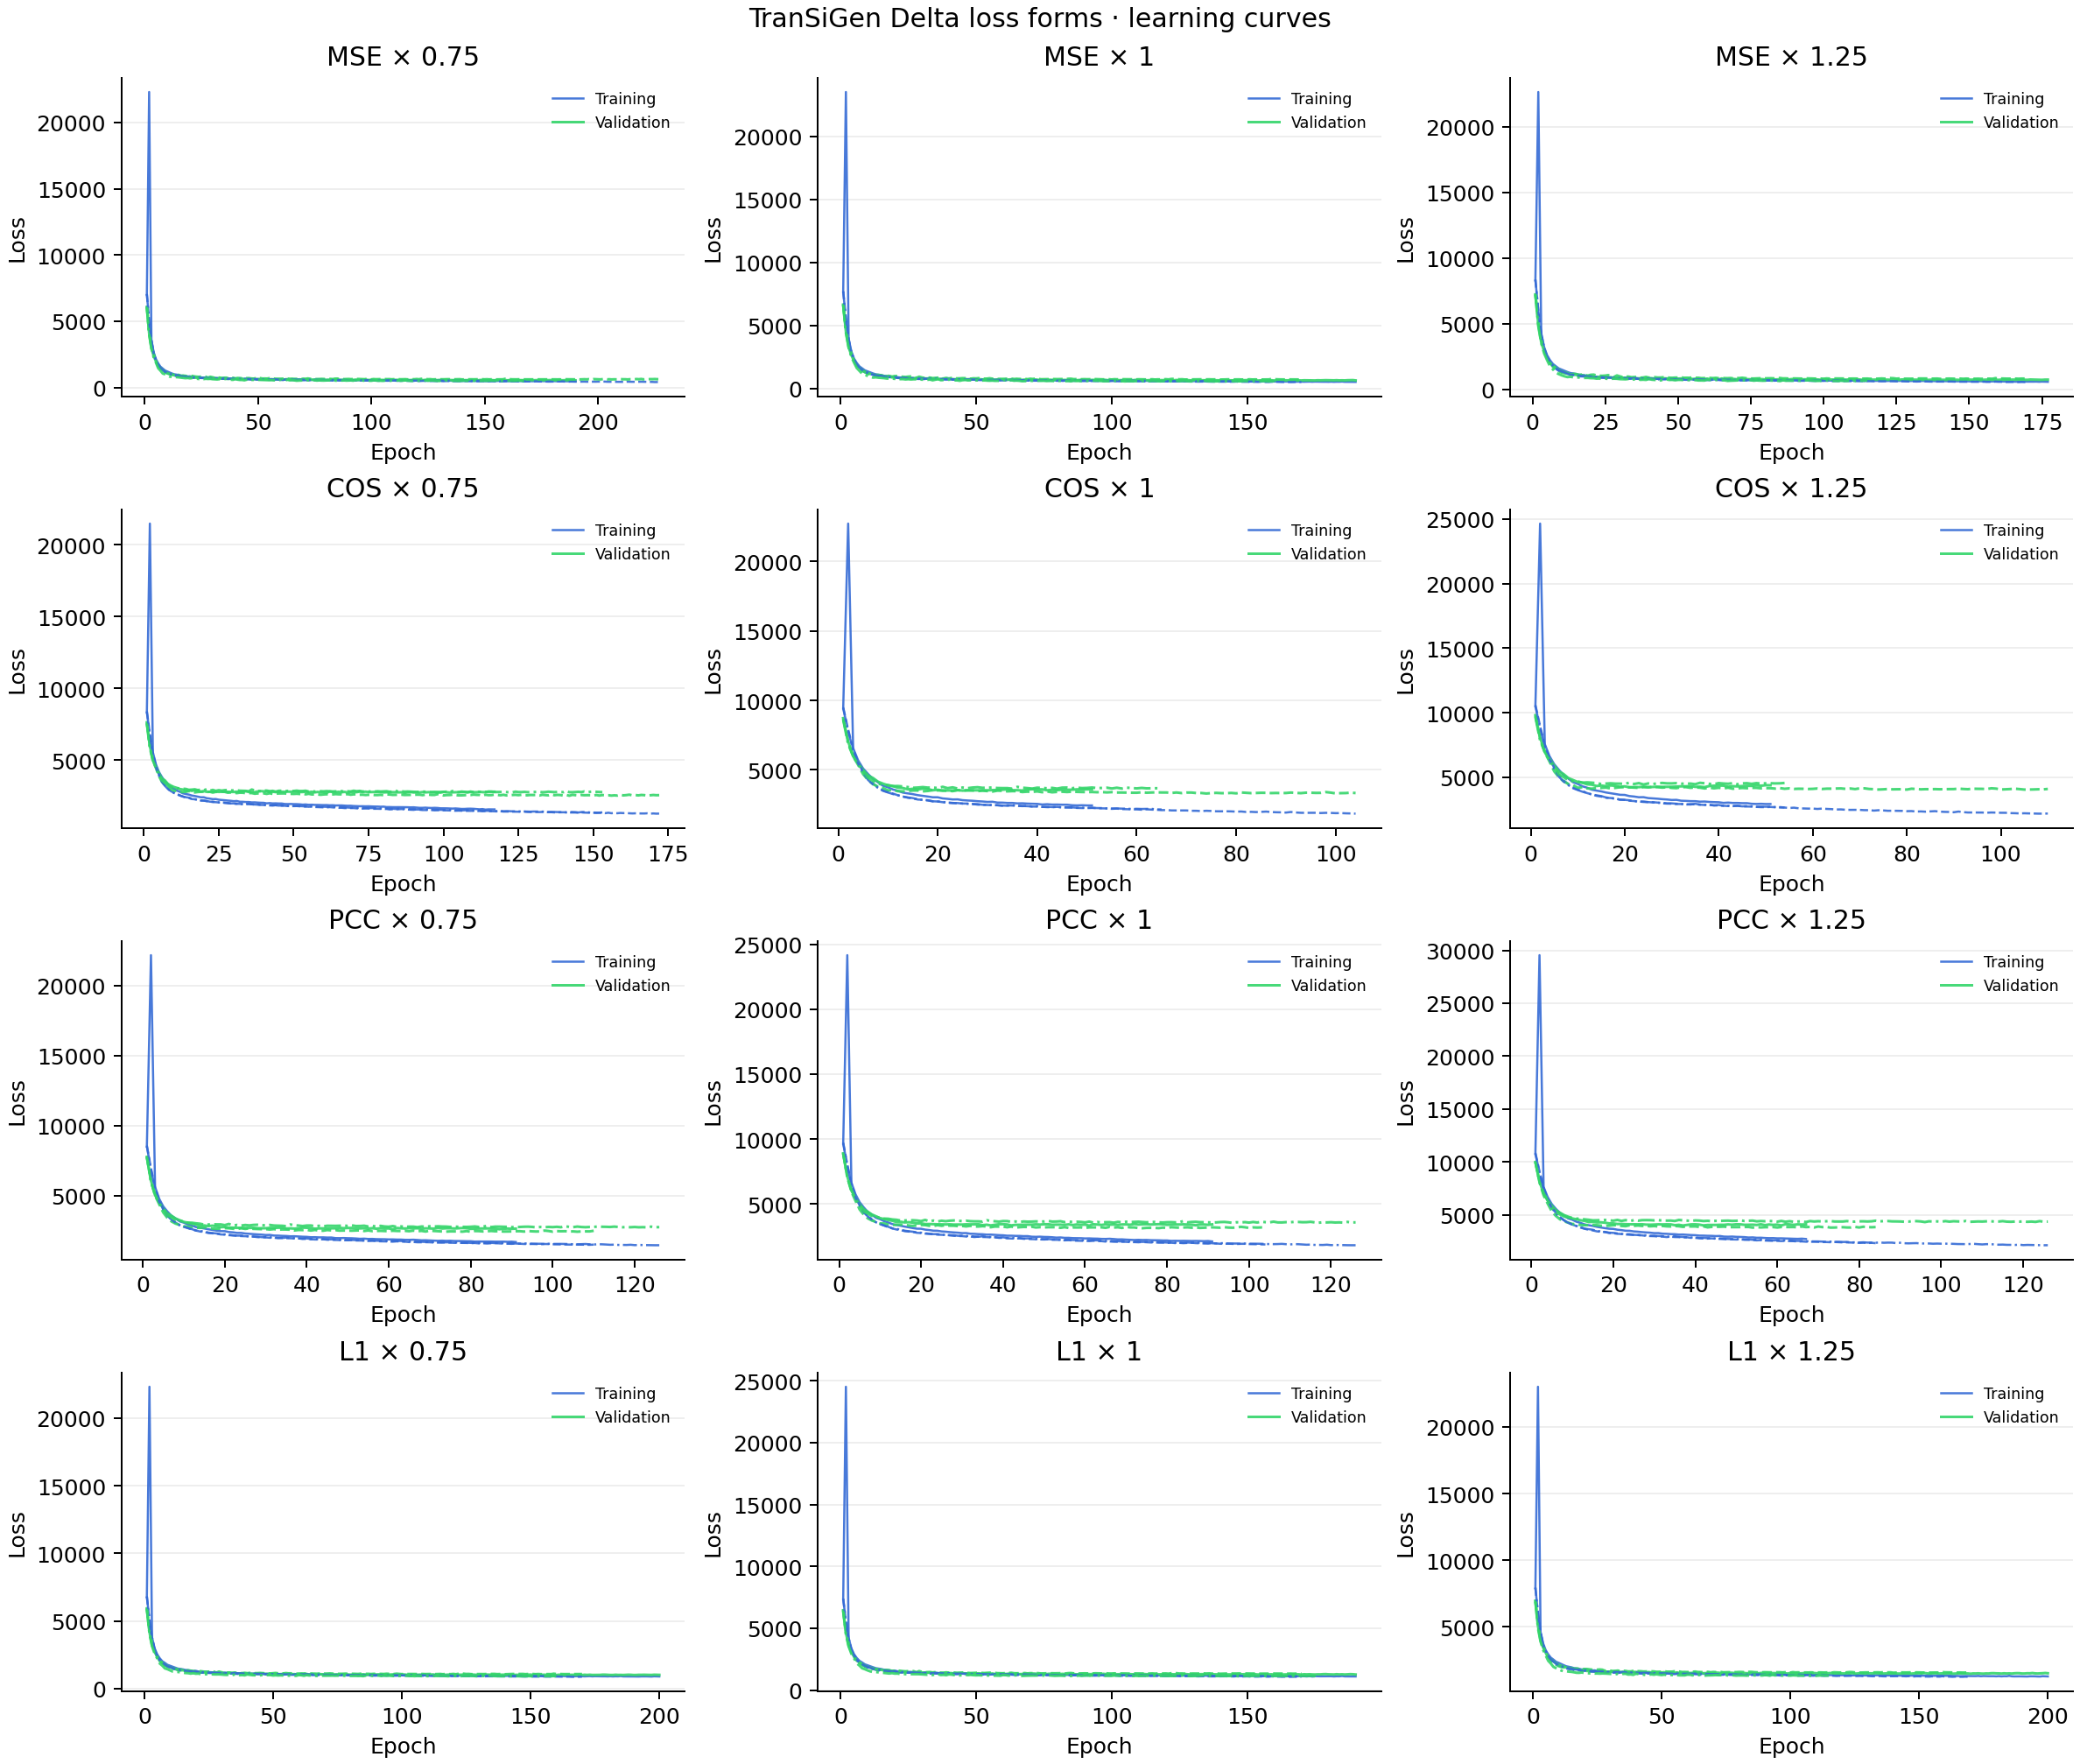 TranSiGen Delta loss forms · learning curves
MSE × 0.75
MSE × 1
MSE × 1.25
Loss
20000
15000
10000
5000
0
Training
Validation
0 50 100 150 200
Epoch
Loss
20000
15000
10000
5000
0
Training
Validation
0 50 100 150
Epoch
Loss
20000
15000
10000
5000
0
Training
Validation
0 25 50 75 100 125 150 175
Epoch
COS × 0.75
COS × 1
COS × 1.25
Loss
20000
15000
10000
5000
Training
Validation
0 25 50 75 100 125 150 175
Epoch
Loss
20000
15000
10000
5000
Training
Validation
0 20 40 60 80 100
Epoch
Loss
25000
20000
15000
10000
5000
Training
Validation
0 20 40 60 80 100
Epoch
PCC × 0.75
PCC × 1
PCC × 1.25
Loss
20000
15000
10000
5000
Training
Validation
0 20 40 60 80 100 120
Epoch
Loss
25000
20000
15000
10000
5000
Training
Validation
0 20 40 60 80 100 120
Epoch
Loss
30000
25000
20000
15000
10000
5000
Training
Validation
0 20 40 60 80 100 120
Epoch
L1 × 0.75
L1 × 1
L1 × 1.25
Loss
20000
15000
10000
5000
0
Training
Validation
0 50 100 150 200
Epoch
Loss
25000
20000
15000
10000
5000
0
Training
Validation
0 50 100 150
Epoch
Loss
20000
15000
10000
5000
Training
Validation
0 50 100 150 200
Epoch